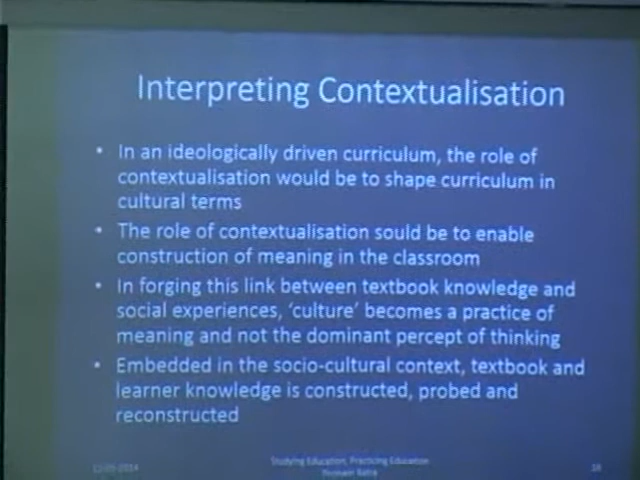 Interpreting Contextualisation
• In an ideologically driven curriculum, the role of
contextualisation would be to shape curriculum in
cultural terms
• The role of contextualisation sould be to enable
construction of meaning in the classroom
• In forging this link between textbook knowledge and
social experiences, ‘culture’ becomes a practice of
meaning and not the dominant percept of thinking
• Embedded in the socio-cultural context, textbook and
learner knowledge is constructed, probed and
reconstructed
Studying Education, Practicing Education
Batra